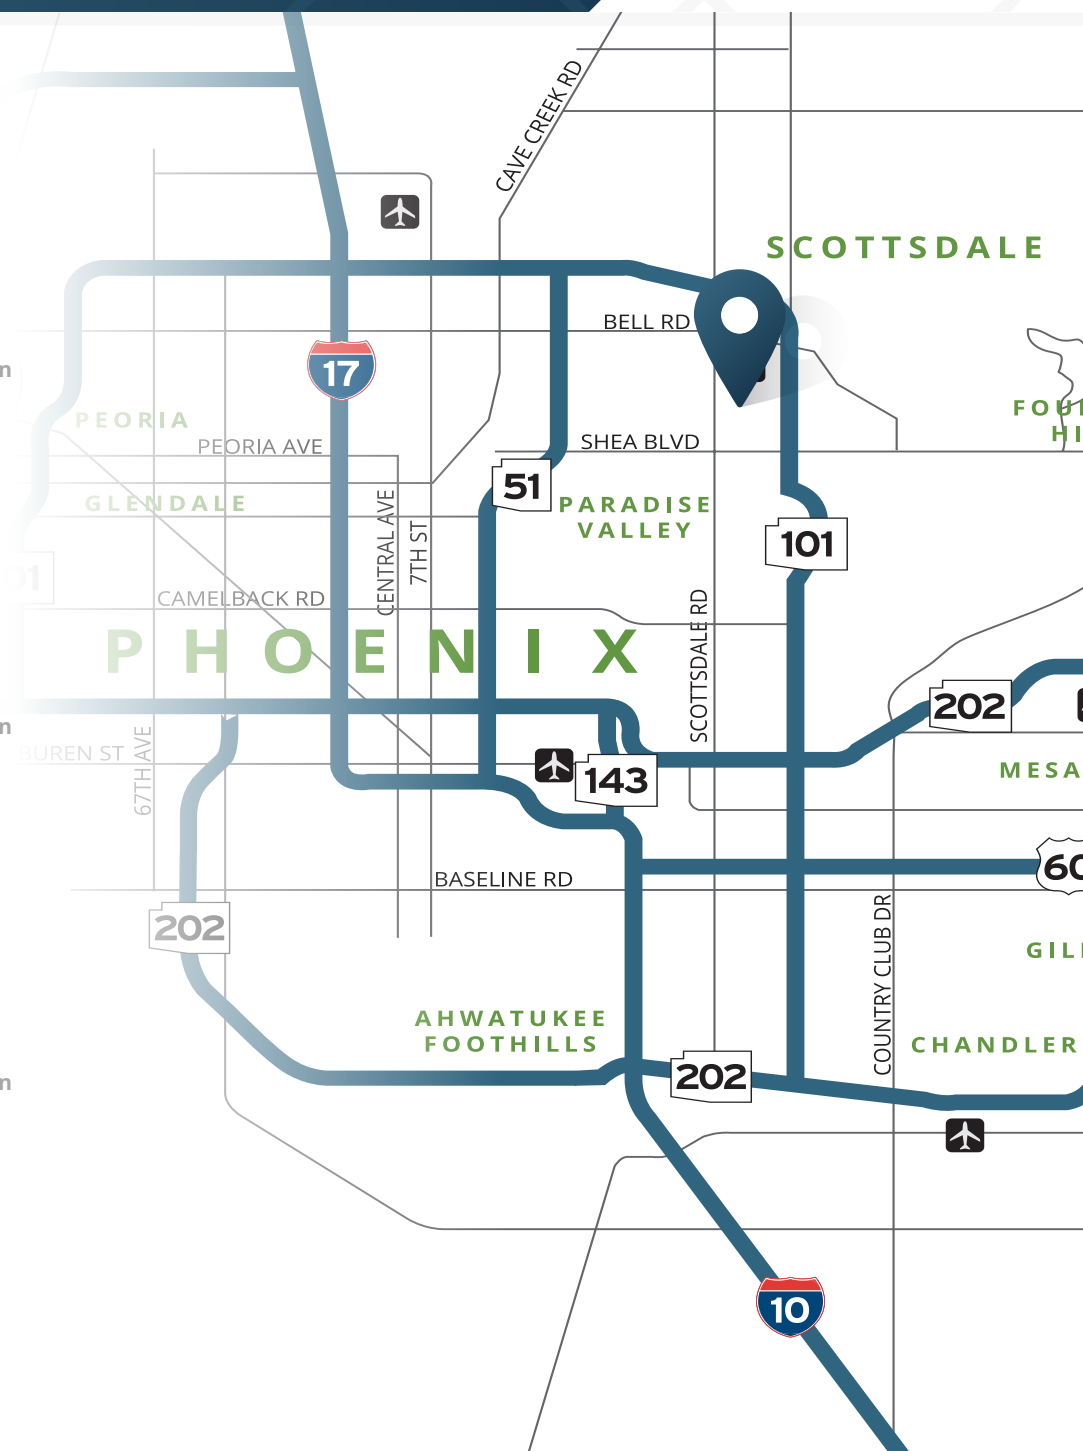 CAVE CREEK RD
SCOTTSDALE
BELL RD
17
PEORIA
PEORIA AVE
SHEA BLVD
51
GLENDALE
PARADISE
VALLEY
CENTRAL AVE
7TH ST
101
CAMELBACK RD
PHOENIX
SCOTTSDALE RD
202
BUREN ST
67TH AVE
143
MESA
60
BASELINE RD
202
COUNTRY CLUB DR
AHWATUKEE
FOOTHILLS
CHANDLER
202
10